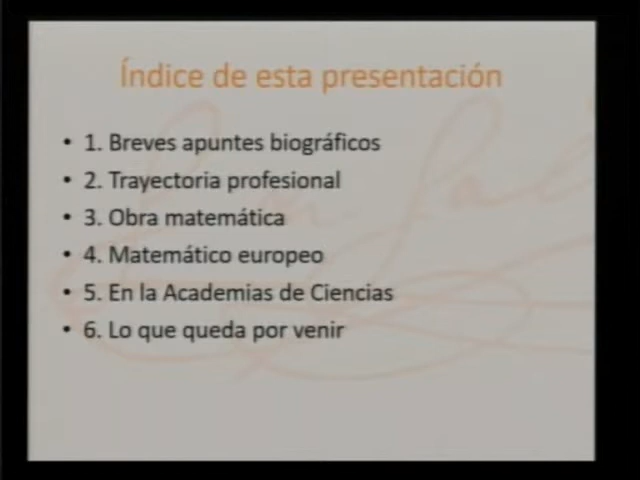 Índice de esta presentación
• 1. Breves apuntes biográficos
• 2. Trayectoria profesional
• 3. Obra matemática
• 4. Matemático europeo
• 5. En la Academias de Ciencias
• 6. Lo que queda por venir